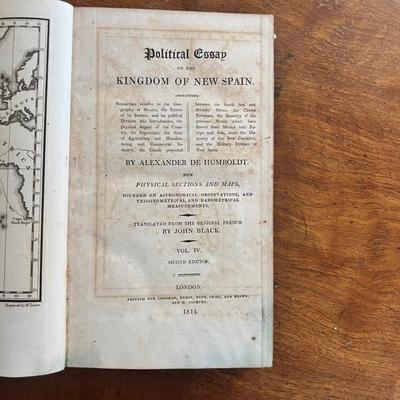 Political Essay
ON THE
KINGDOM OF NEW SPAIN.
CONTAINING
Researches relative to the Geo-
graphy of Mexico, the Extent
of its Surface, and its political
Division into Intendancies, the
physical Aspect of the Coun-
try, the Population, the State
of Agriculture and Manufac-
turing and Commercial In-
dustry, the Canals projected
between the South Sea and
Atlantic Ocean, the Crown
Revenues, the Quantity of the
precious Metals which have
flowed from Mexico into Eu-
rope and Asia, since the Dis-
covery of the New Continent,
and the Military Defence of
New Spain.
BY ALEXANDER DE HUMBOLDT.
WITH
PHYSICAL SECTIONS AND MAPS,
FOUNDED ON ASTRONOMICAL OBSERVATIONS, AND
TRIGONOMETRICAL AND BAROMETRICAL
MEASUREMENTS.
TRANSLATED FROM THE ORIGINAL FRENCH
BY JOHN BLACK.
VOL. IV.
SECOND EDITION.
LONDON:
PRINTED FOR LONGMAN, HURST, REES, ORME, AND BROWN;
AND H. COLBURN.
1814.
Engraved by W. Lowry.